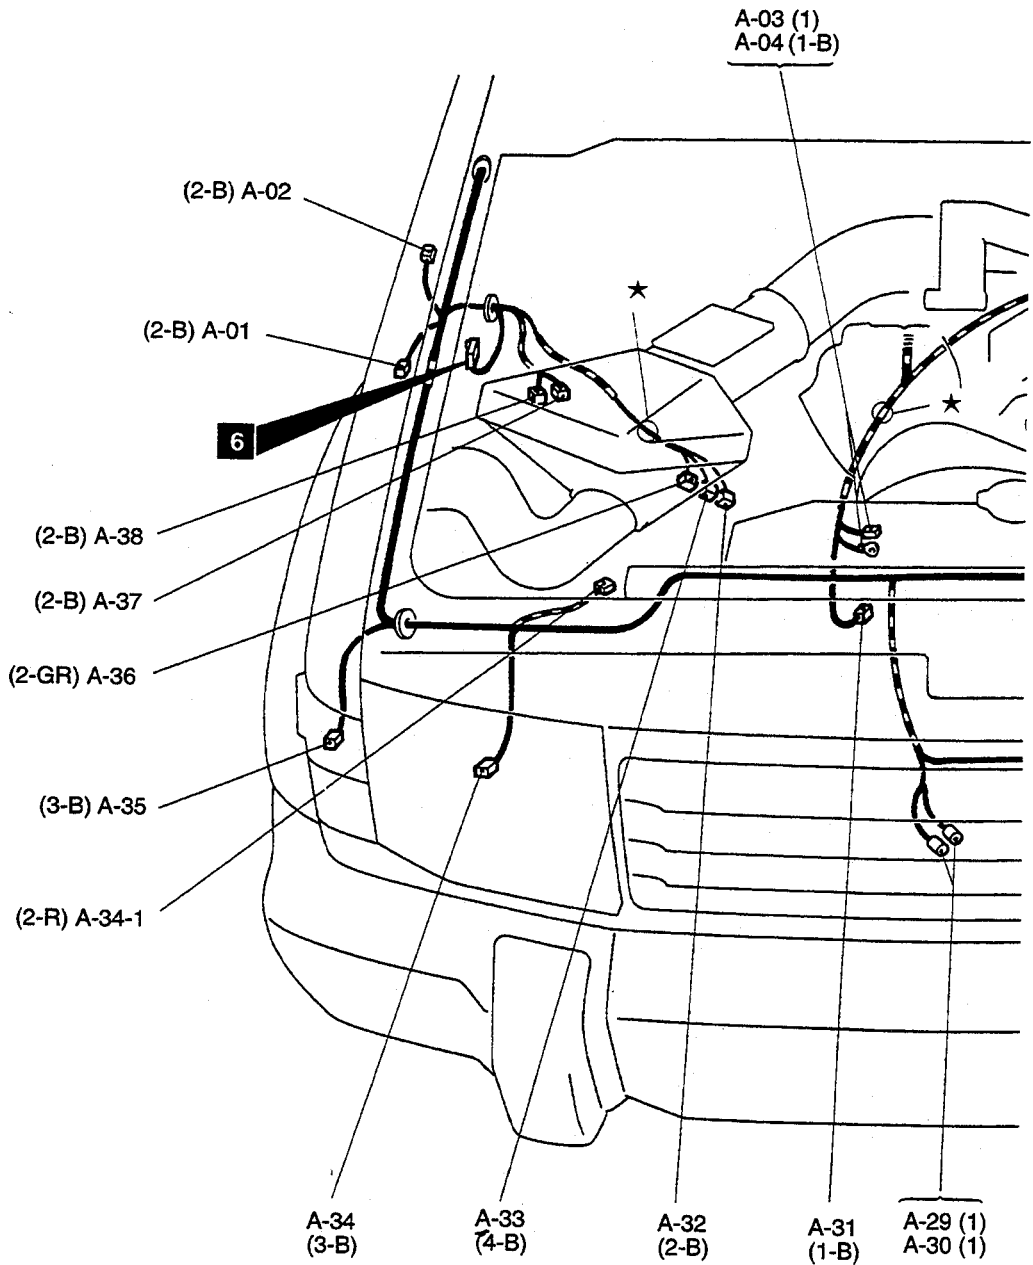 A-03 (1)
A-04 (1-B)
(2-B) A-02
(2-B) A-01
6
(2-B) A-38
(2-B) A-37
(2-GR) A-36
(3-B) A-35
(2-R) A-34-1
A-34
(3-B)
A-33
(4-B)
A-32
(2-B)
A-31
(1-B)
A-29 (1)
A-30 (1)